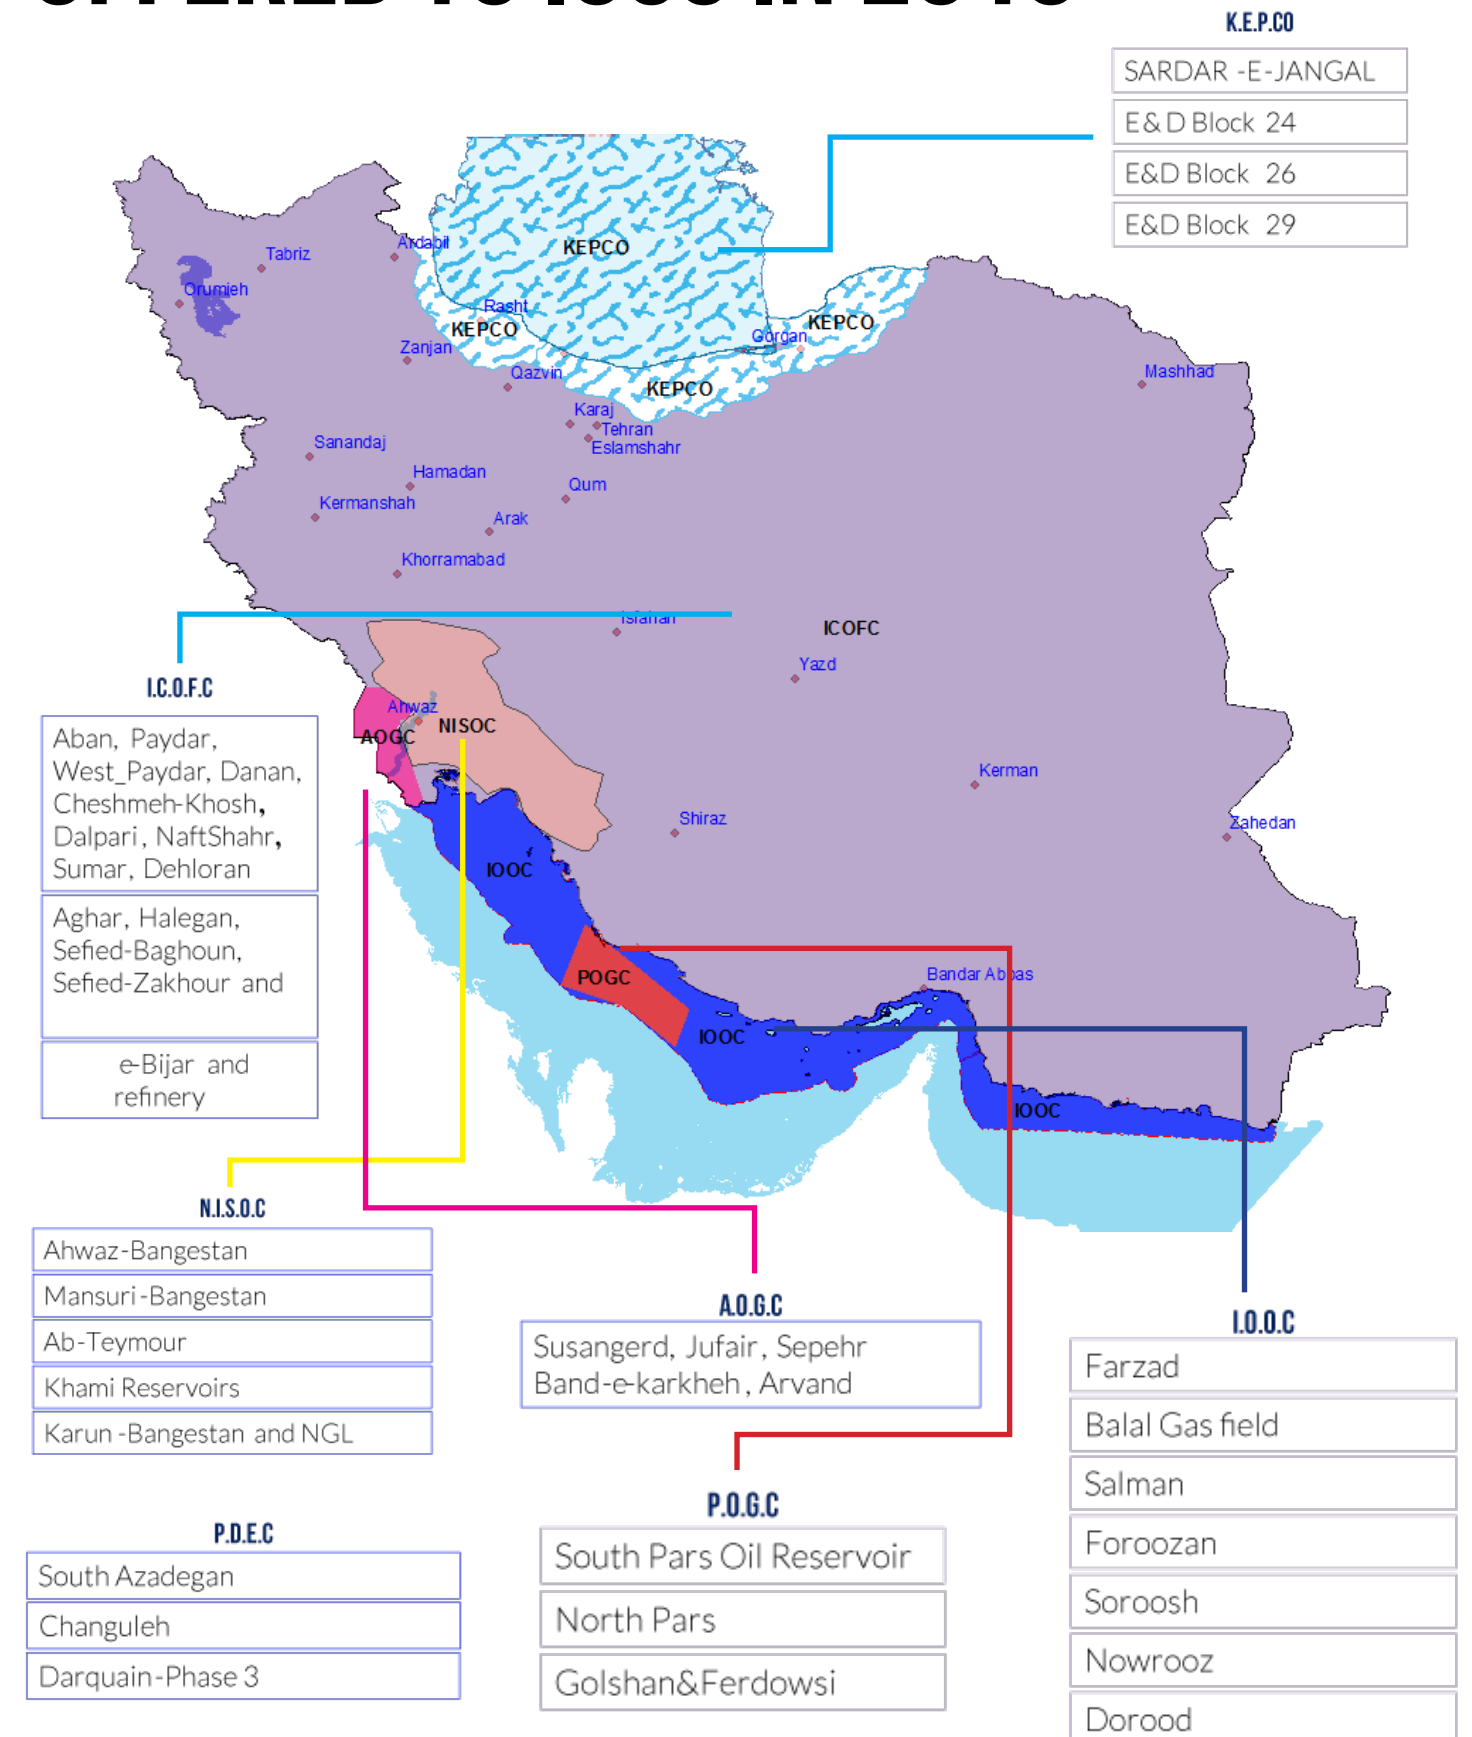 K.E.P.CO
SARDAR -E-JANGAL
E&D Block 24
E&D Block 26
E&D Block 29
KEPCO
Ardabil
Tabriz
Orumieh
Rasht
KEPCO
KEPCO
Gorgan
Zanjan
Qazvin
KEPCO
Mashhad
Karaj
Tehran
Eslamshahr
Sanandaj
Hamadan
Qum
Kermanshah
Arak
Khorramabad
Isfahan
ICOFC
Yazd
I.C.O.F.C
Aban, Paydar,
West_Paydar, Danan,
Cheshmeh-Khosh,
Dalpari, NaftShahr,
Sumar, Dehloran
Aghar, Halegan,
Sefied-Baghoun,
Sefied-Zakhour and
e-Bijar and
refinery
Ahwaz
NISOC
AOGC
Kerman
Shiraz
Zahedan
IOOC
POGC
Bandar Abbas
IOOC
IOOC
N.I.S.O.C
Ahwaz-Bangestan
Mansuri-Bangestan
Ab-Teymour
Khami Reservoirs
Karun -Bangestan and NGL
A.O.G.C
Susangerd, Jufair, Sepehr
Band-e-karkheh, Arvand
I.O.O.C
Farzad
Balal Gas field
Salman
Foroozan
Soroosh
Nowrooz
Dorood
P.O.G.C
South Pars Oil Reservoir
North Pars
Golshan&Ferdowsi
P.D.E.C
South Azadegan
Changuleh
Darquain-Phase 3